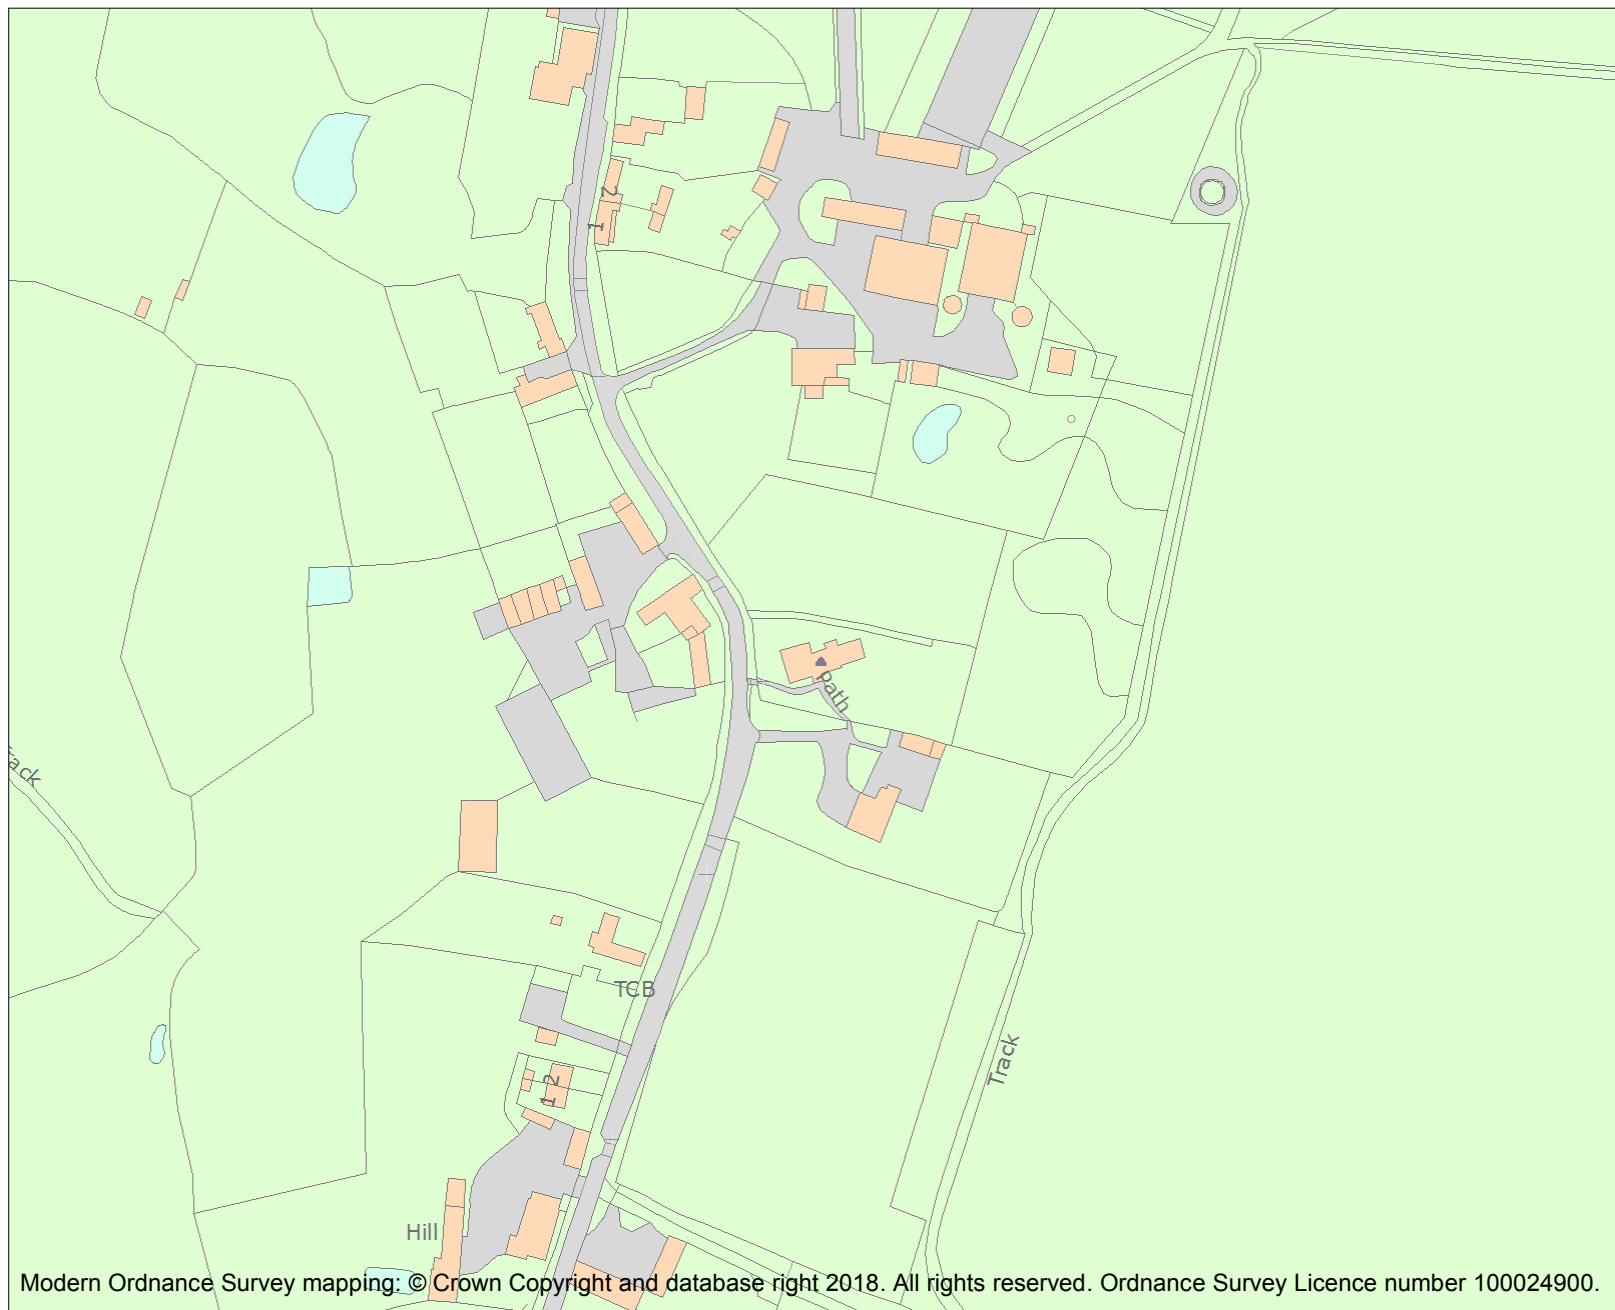 2
1
path
ack
TCB
2
1
Track
Hill
Modern Ordnance Survey mapping: © Crown Copyright and database right 2018. All rights reserved. Ordnance Survey Licence number 100024900.